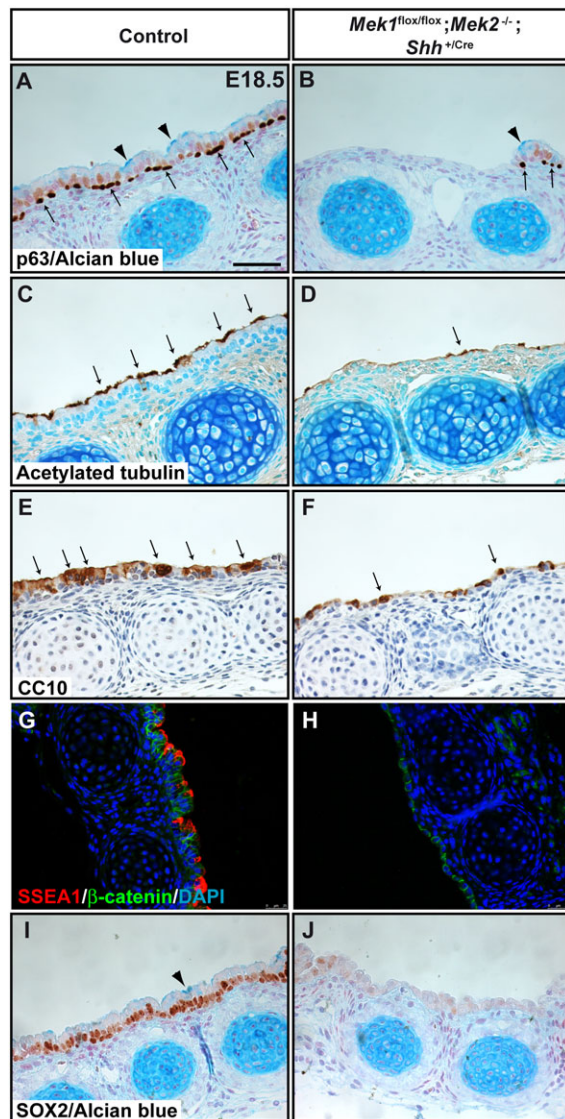 Control
Mek1flox/flox;Mek2-/-;
Shh+/Cre
A
E18.5
B
p63/Alcian blue
C
D
Acetylated tubulin
E
F
CC10
G
H
SSEA1/β-catenin/DAPI
I
J
SOX2/Alcian blue